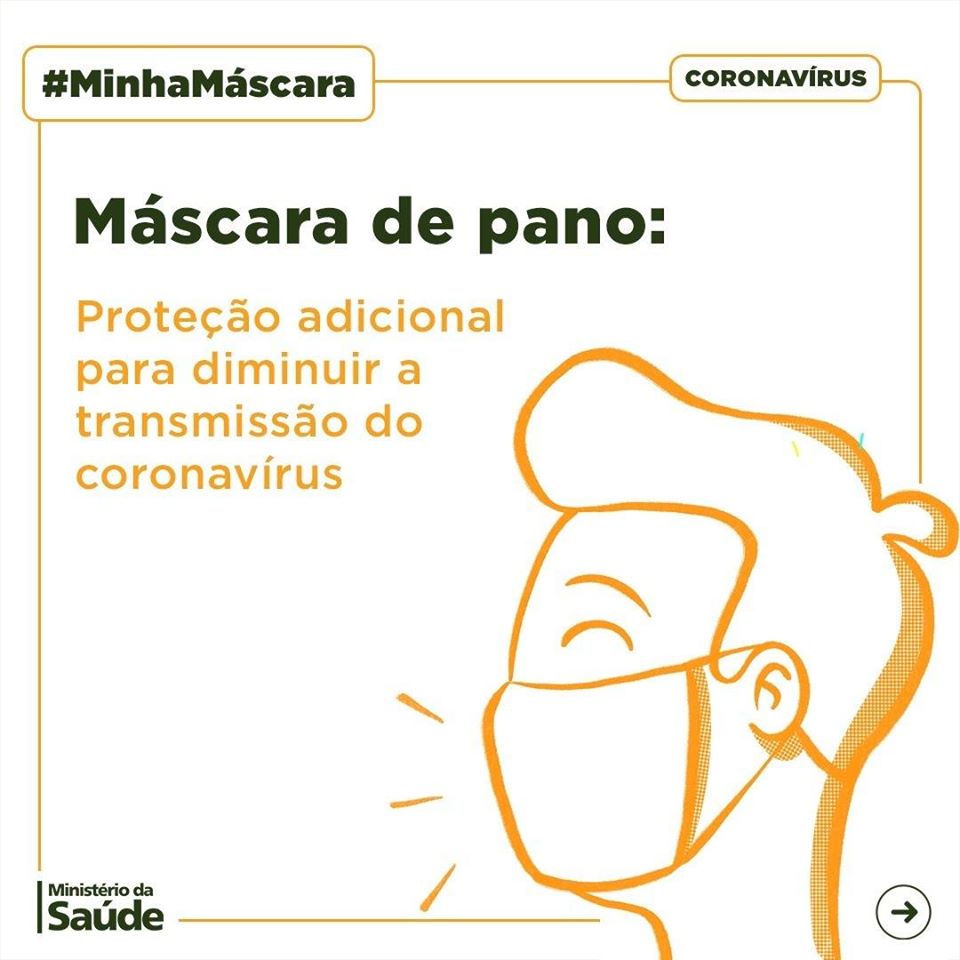 #MinhaMáscara
CORONAVÍRUS
Máscara de pano:
Proteção adicional
para diminuir a
transmissão do
coronavírus
Ministério da
Saúde